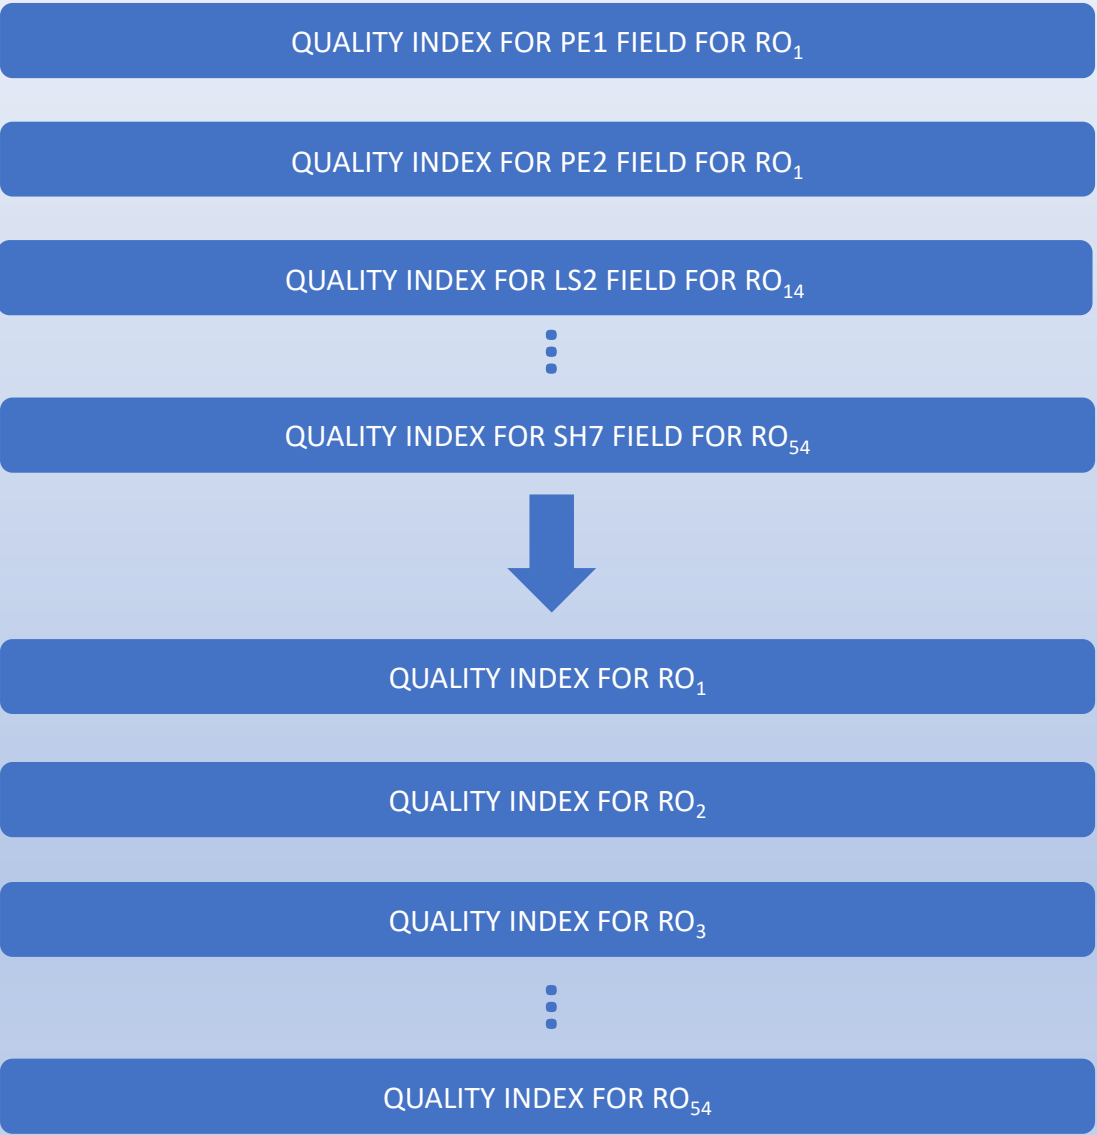 QUALITY INDEX FOR PE1 FIELD FOR RO₁
QUALITY INDEX FOR PE2 FIELD FOR RO₁
QUALITY INDEX FOR LS2 FIELD FOR RO₁₄
QUALITY INDEX FOR SH7 FIELD FOR RO₅₄
QUALITY INDEX FOR RO₁
QUALITY INDEX FOR RO₂
QUALITY INDEX FOR RO₃
QUALITY INDEX FOR RO₅₄